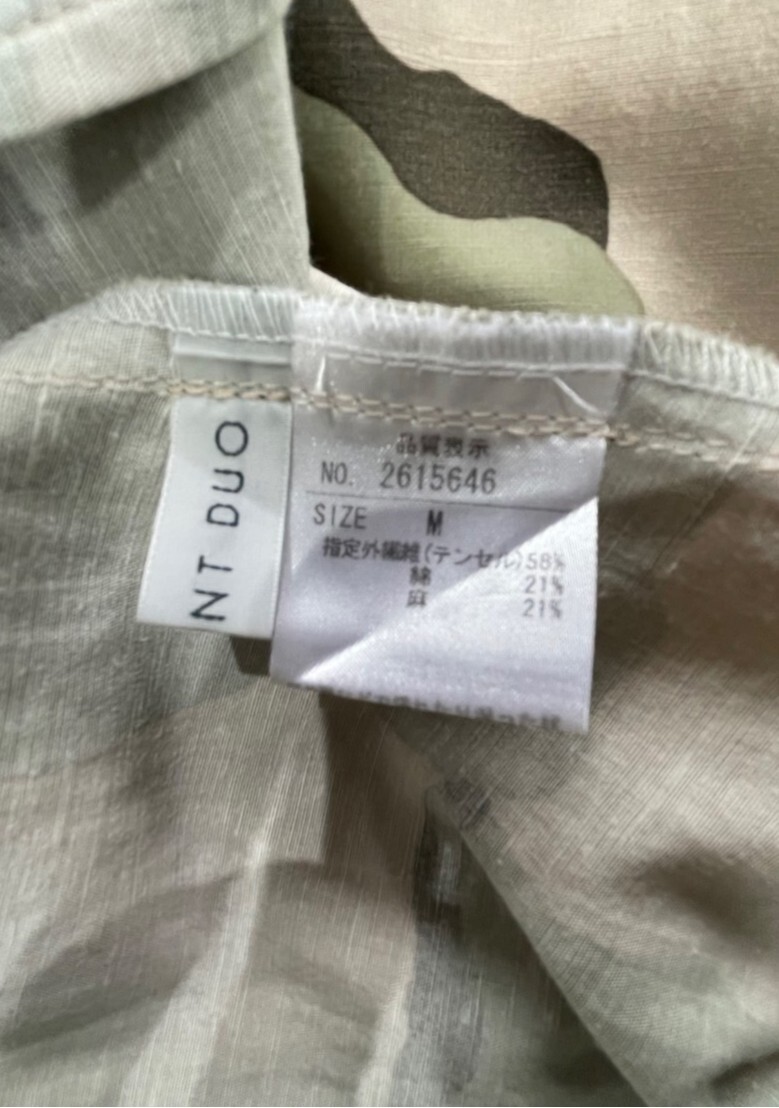 NT DUO
品質表示
NO. 2615646
SIZE M
指定外繊維(テンセル)58%
綿 21%
麻 21%